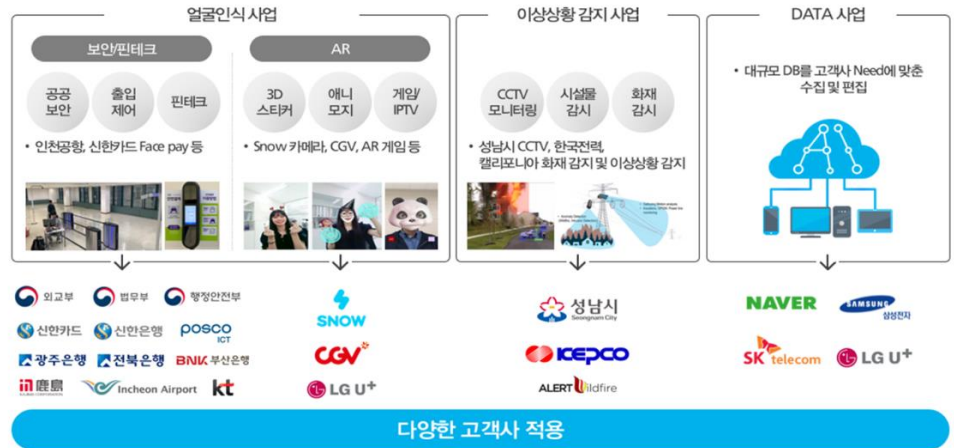 얼굴인식 사업
보안/핀테크
공공
보안
출입
제어
핀테크
• 인천공항, 신한카드 Face pay 등
AR
3D
스티커
애니
모지
게임/
IPTV
• Snow 카메라, CGV, AR 게임 등
이상상황 감지 사업
CCTV
모니터링
시설물
감시
화재
감시
• 성남시 CCTV, 한국전력,
캘리포니아 화재 감지 및 이상상황 감지
DATA 사업
• 대규모 DB를 고객사 Need에 맞춘
수집 및 편집
외교부
법무부
행정안전부
신한카드
신한은행
posco
ICT
광주은행
전북은행
BNK 부산은행
鹿島
Incheon Airport
kt
SNOW
CGV
LG U+
성남시
Seongnam City
KEPCO
ALERT Wildfire
NAVER
SAMSUNG
삼성전자
SK telecom
LG U+
다양한 고객사 적용